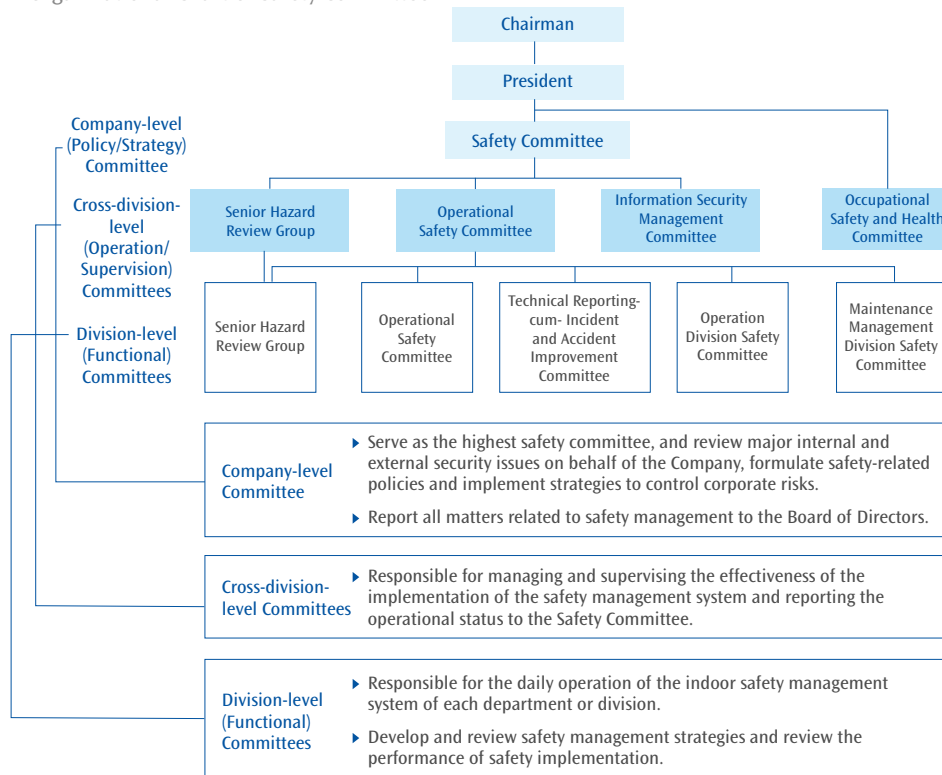 Chairman
President
Safety Committee
Company-level
(Policy/Strategy)
Committee
Cross-division-
level
(Operation/
Supervision)
Committees
Division-level
(Functional)
Committees
Senior Hazard
Review Group
Operational
Safety Committee
Information Security
Management
Committee
Occupational
Safety and Health
Committee
Senior Hazard
Review Group
Operational
Safety
Committee
Technical Reporting-
cum- Incident
and Accident
Improvement
Committee
Operation
Division Safety
Committee
Maintenance
Management
Division Safety
Committee
Company-level
Committee
▶ Serve as the highest safety committee, and review major internal and
external security issues on behalf of the Company, formulate safety-related
policies and implement strategies to control corporate risks.
▶ Report all matters related to safety management to the Board of Directors.
Cross-division-
level Committees
▶ Responsible for managing and supervising the effectiveness of the
implementation of the safety management system and reporting the
operational status to the Safety Committee.
Division-level
(Functional)
Committees
▶ Responsible for the daily operation of the indoor safety management
system of each department or division.
▶ Develop and review safety management strategies and review the
performance of safety implementation.